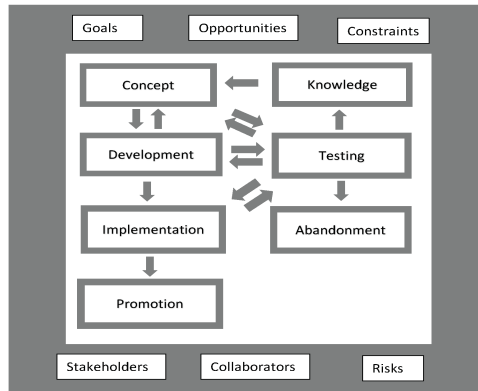 Goals
Opportunities
Constraints
Concept
Knowledge
Development
Testing
Implementation
Abandonment
Promotion
Stakeholders
Collaborators
Risks